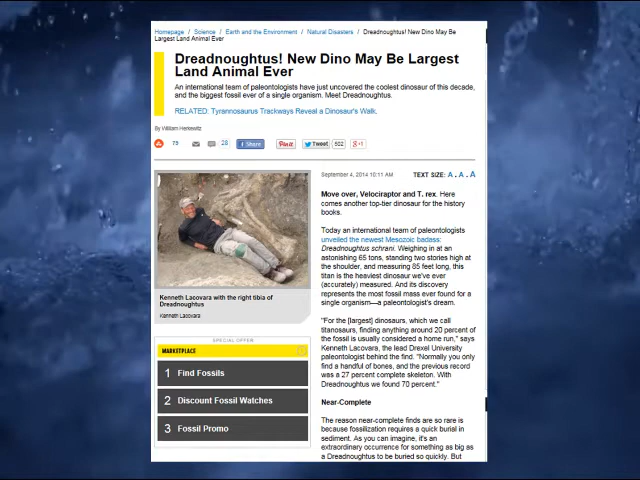 Homepage / Science / Earth and the Environment / Natural Disasters / Dreadnoughtus! New Dino May Be
Largest Land Animal Ever
Dreadnoughtus! New Dino May Be Largest
Land Animal Ever
An international team of paleontologists have just uncovered the coolest dinosaur of this decade,
and the biggest fossil ever of a single organism. Meet Dreadnoughtus.
RELATED: Tyrannosaurus Trackways Reveal a Dinosaur's Walk.
By William Herkewitz
75 28 Share Pin it Tweet 502 +1
September 4, 2014 10:11 AM TEXT SIZE: A . A . A
Kenneth Lacovara with the right tibia of
Dreadnoughtus
Kenneth Lacovara
SPECIAL OFFER
MARKETPLACE
1 Find Fossils
2 Discount Fossil Watches
3 Fossil Promo
Move over, Velociraptor and T. rex. Here
comes another top-tier dinosaur for the history
books.
Today an international team of paleontologists
unveiled the newest Mesozoic badass:
Dreadnoughtus schrani. Weighing in at an
astonishing 65 tons, standing two stories high at
the shoulder, and measuring 85 feet long, this
titan is the heaviest dinosaur we've ever
(accurately) measured. And its discovery
represents the most fossil mass ever found for a
single organism—a paleontologist's dream.
"For the [largest] dinosaurs, which we call
titanosaurs, finding anything around 20 percent of
the fossil is usually considered a home run," says
Kenneth Lacovara, the lead Drexel University
paleontologist behind the find. "Normally you only
find a handful of bones, and the previous record
was a 27 percent complete skeleton. With
Dreadnoughtus we found 70 percent."
Near-Complete
The reason near-complete finds are so rare is
because fossilization requires a quick burial in
sediment. As you can imagine, it's an
extraordinary occurrence for something as big as
a Dreadnoughtus to be buried so quickly. But